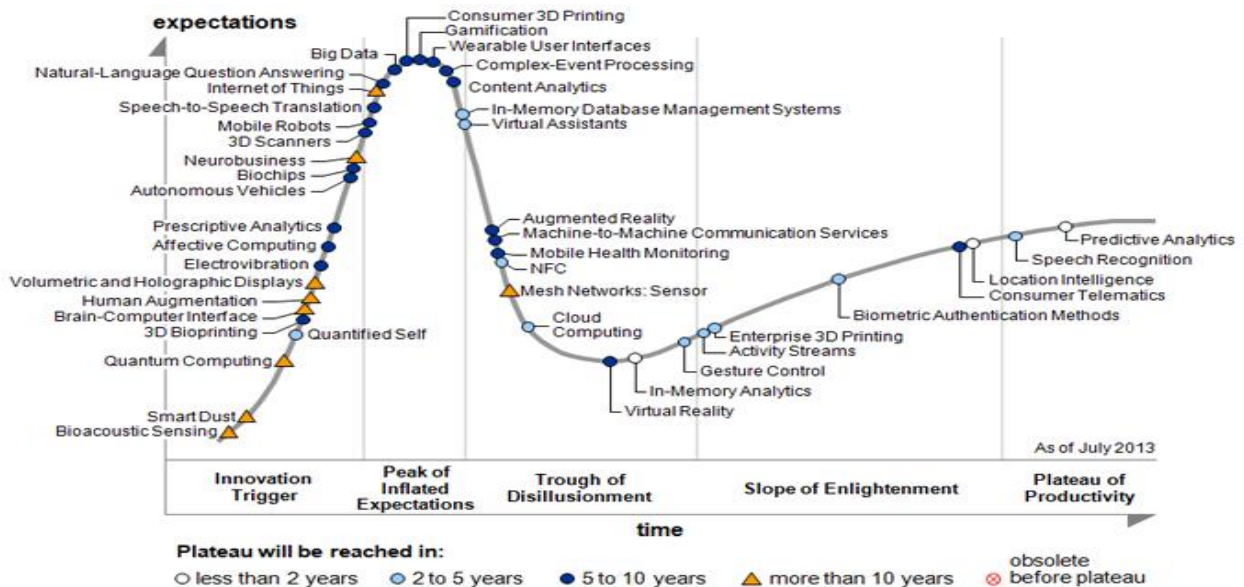 expectations
Consumer 3D Printing
Gamification
Wearable User Interfaces
Big Data
Complex-Event Processing
Natural-Language Question Answering
Internet of Things
Content Analytics
Speech-to-Speech Translation
In-Memory Database Management Systems
Mobile Robots
Virtual Assistants
3D Scanners
Neurobusiness
Biochips
Autonomous Vehicles
Augmented Reality
Prescriptive Analytics
Machine-to-Machine Communication Services
Predictive Analytics
Affective Computing
Mobile Health Monitoring
Speech Recognition
Electrovibration
NFC
Location Intelligence
Volumetric and Holographic Displays
Mesh Networks: Sensor
Consumer Telematics
Human Augmentation
Brain-Computer Interface
Biometric Authentication Methods
3D Bioprinting
Quantified Self
Cloud
Computing
Enterprise 3D Printing
Activity Streams
Quantum Computing
Gesture Control
In-Memory Analytics
Virtual Reality
Smart Dust
Bioacoustic Sensing
As of July 2013
Innovation
Trigger
Peak of
Inflated
Expectations
Trough of
Disillusionment
Slope of Enlightenment
Plateau of
Productivity
time
Plateau will be reached in:
less than 2 years
2 to 5 years
5 to 10 years
more than 10 years
obsolete
before plateau